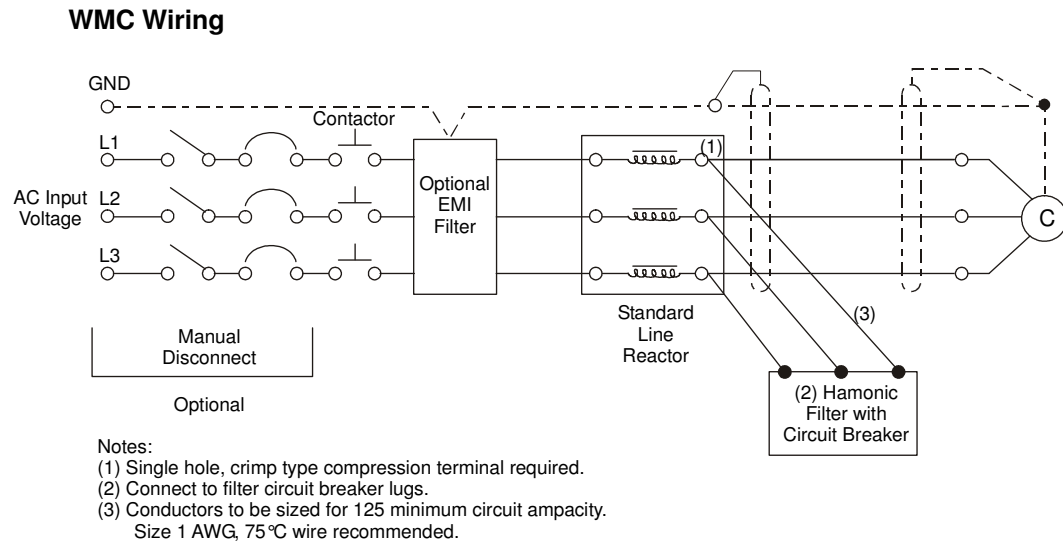 WMC Wiring
GND
Contactor
L1
(1)
AC Input
Voltage
L2
Optional
EMI
Filter
C
L3
Standard
Line
Reactor
(3)
Manual
Disconnect
Optional
(2) Hamonic
Filter with
Circuit Breaker
Notes:
(1) Single hole, crimp type compression terminal required.
(2) Connect to filter circuit breaker lugs.
(3) Conductors to be sized for 125 minimum circuit ampacity.
Size 1 AWG, 75°C wire recommended.